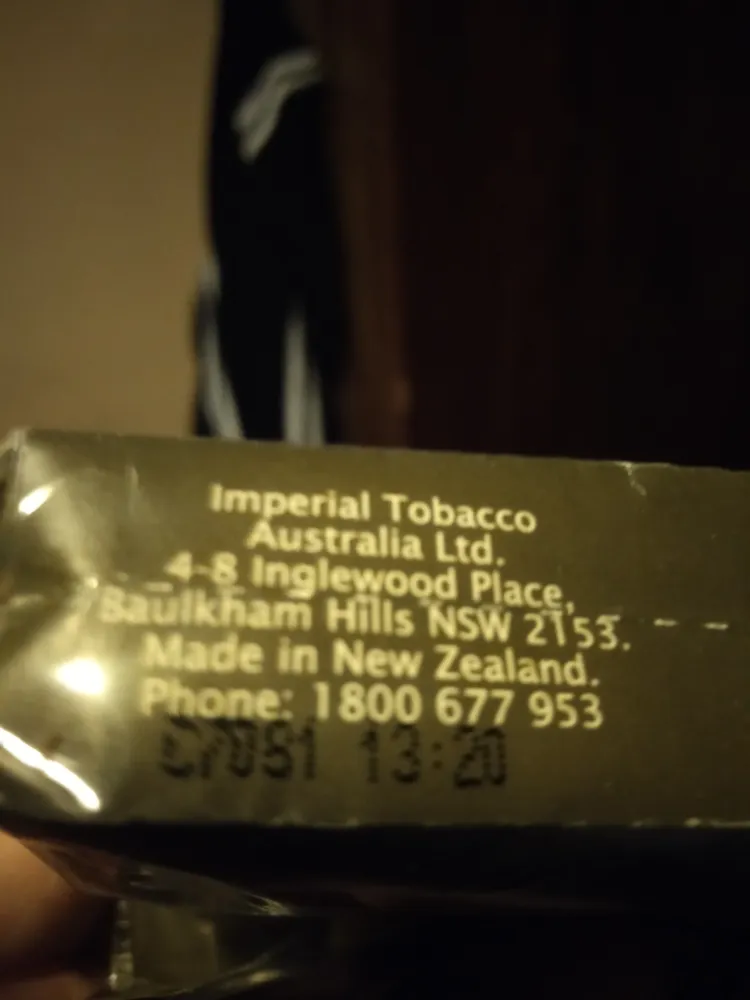 Imperial Tobacco
Australia Ltd.
4-8 Inglewood Place,
Baulkham Hills NSW 2153.
Made in New Zealand.
Phone: 1800 677 953
13:20